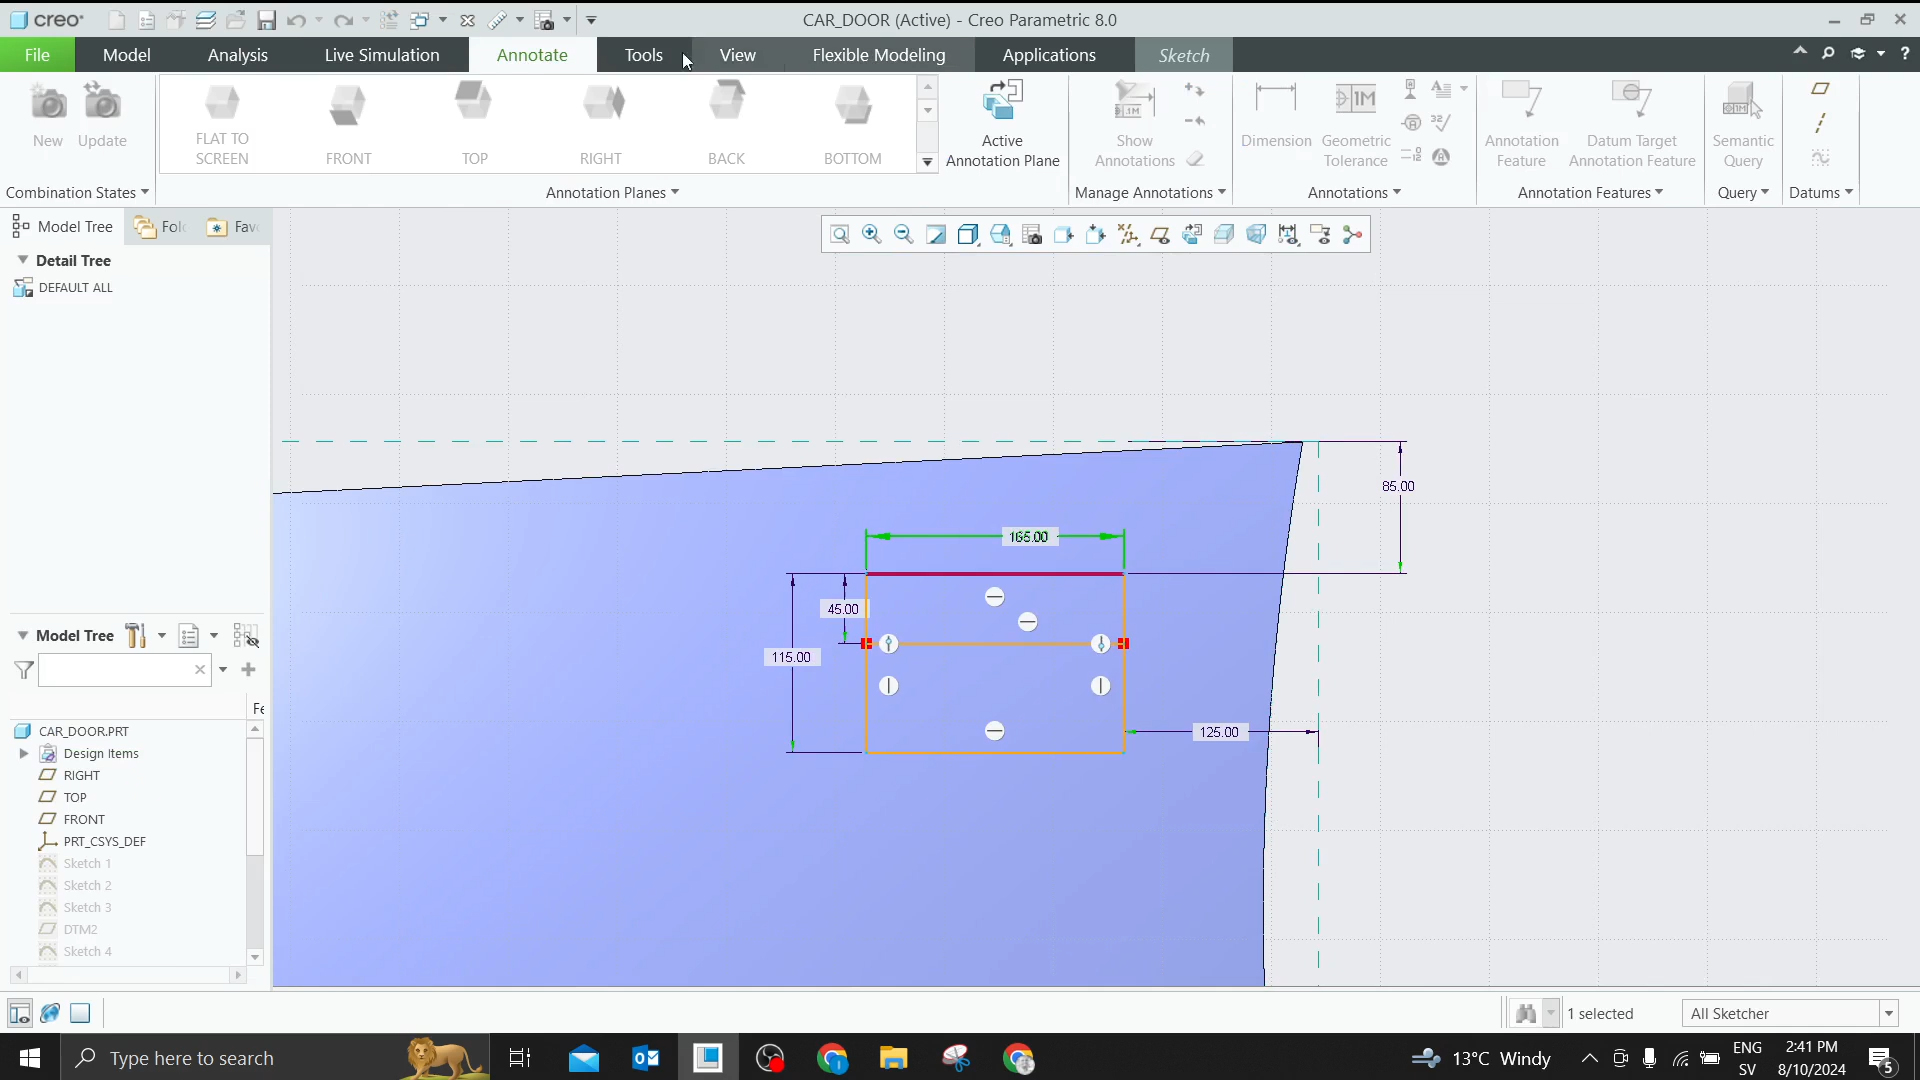 creo
CAR_DOOR (Active) - Creo Parametric 8.0
File Model Analysis Live Simulation Annotate Tools View Flexible Modeling Applications Sketch
New Update
FLAT TO SCREEN
FRONT TOP RIGHT BACK BOTTOM
Active Annotation Plane
Show Annotations
Dimension
Geometric Tolerance
32
Annotation Feature
Datum Target Annotation Feature
Semantic Query
Combination States
Annotation Planes
Manage Annotations
Annotations
Annotation Features
Query
Datums
Model Tree Fol Fav
Detail Tree
DEFAULT ALL
85.00
165.00
45.00
115.00
125.00
Model Tree
Fe
CAR_DOOR.PRT
Design Items
RIGHT
TOP
FRONT
PRT_CSYS_DEF
Sketch 1
Sketch 2
Sketch 3
DTM2
Sketch 4
1 selected
All Sketcher
Type here to search
13°C Windy
ENG
SV
2:41 PM
8/10/2024
5